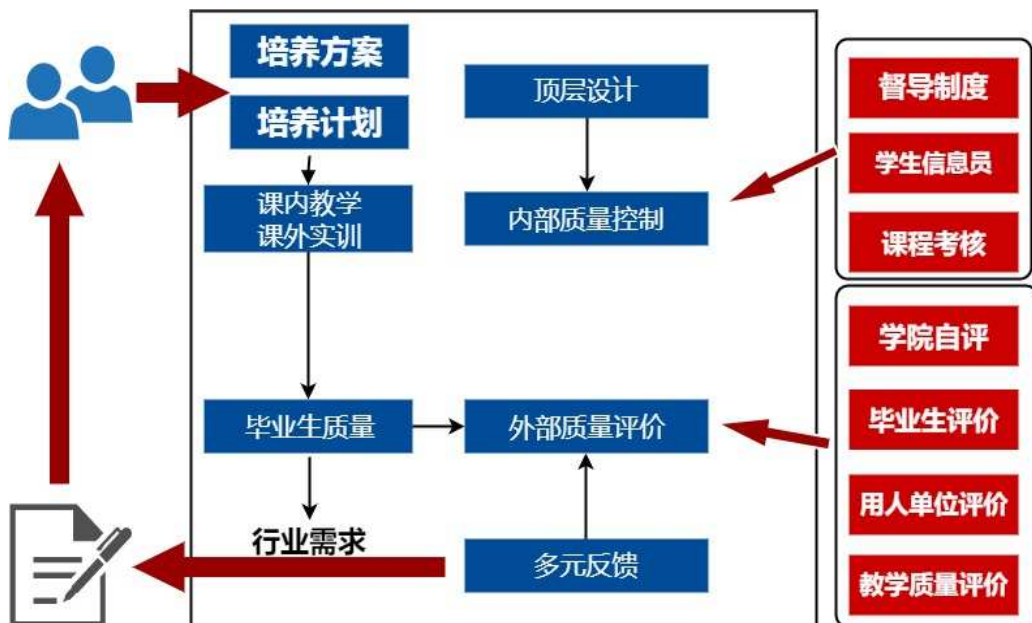 培养方案
培养计划
课内教学
课外实训
毕业生质量
行业需求
顶层设计
内部质量控制
外部质量评价
多元反馈
督导制度
学生信息员
课程考核
学院自评
毕业生评价
用人单位评价
教学质量评价